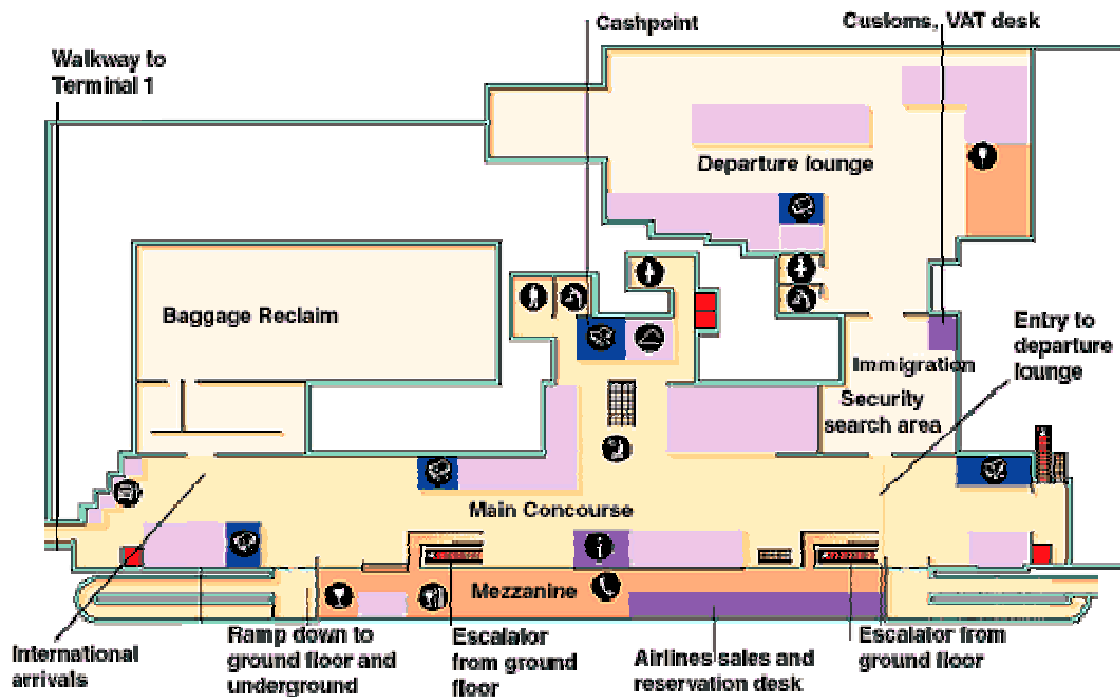 Cashpoint
Customs, VAT desk
Walkway to
Terminal 1
Departure lounge
Baggage Reclaim
Entry to
departure
lounge
Immigration
Security
search area
Main Concourse
Mezzanine
International
arrivals
Ramp down to
ground floor and
underground
Escalator
from ground
floor
Airlines sales and
reservation desk
Escalator from
ground floor